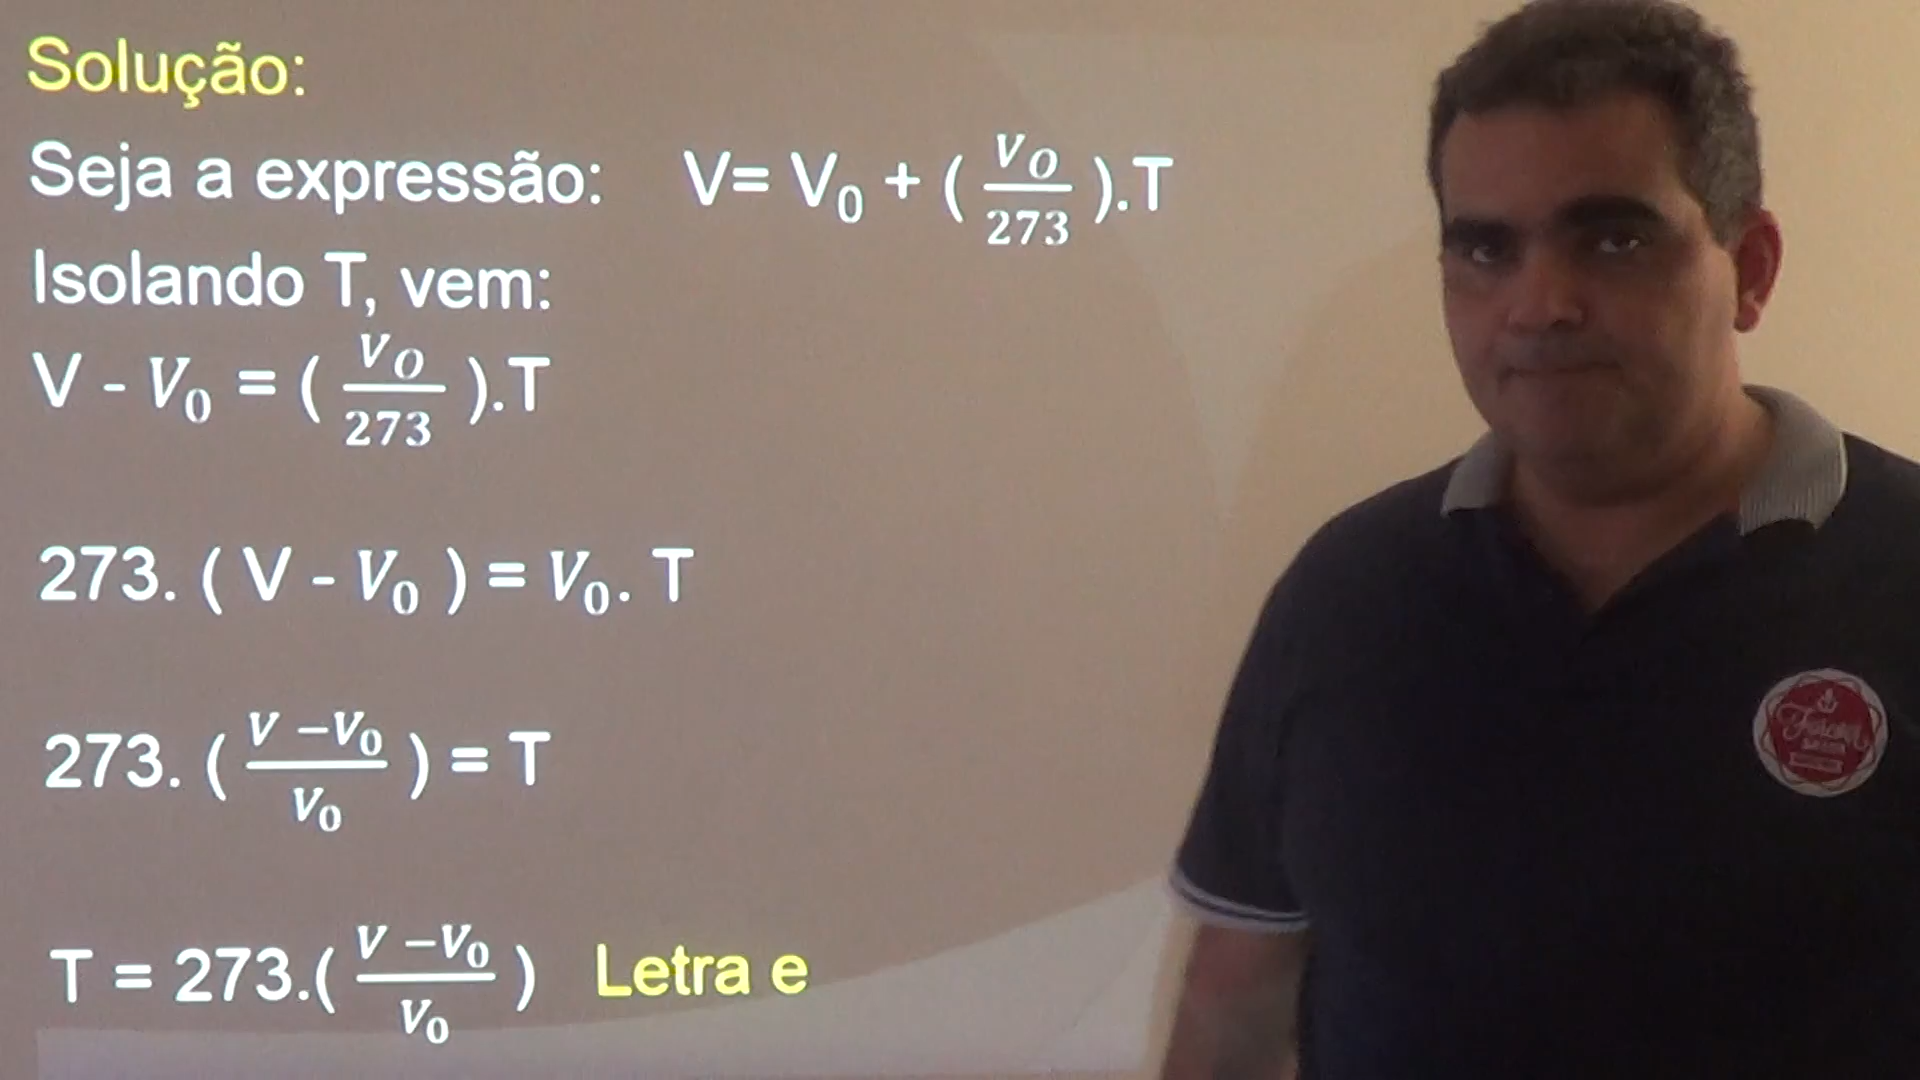 Solução:
Seja a expressão: V= V₀ + ( V₀/273 ).T
Isolando T, vem:
V - V₀ = ( V₀/273 ).T
273. ( V - V₀ ) = V₀. T
273. ( V –V₀/V₀ ) = T
T = 273.( V –V₀/V₀ ) Letra e